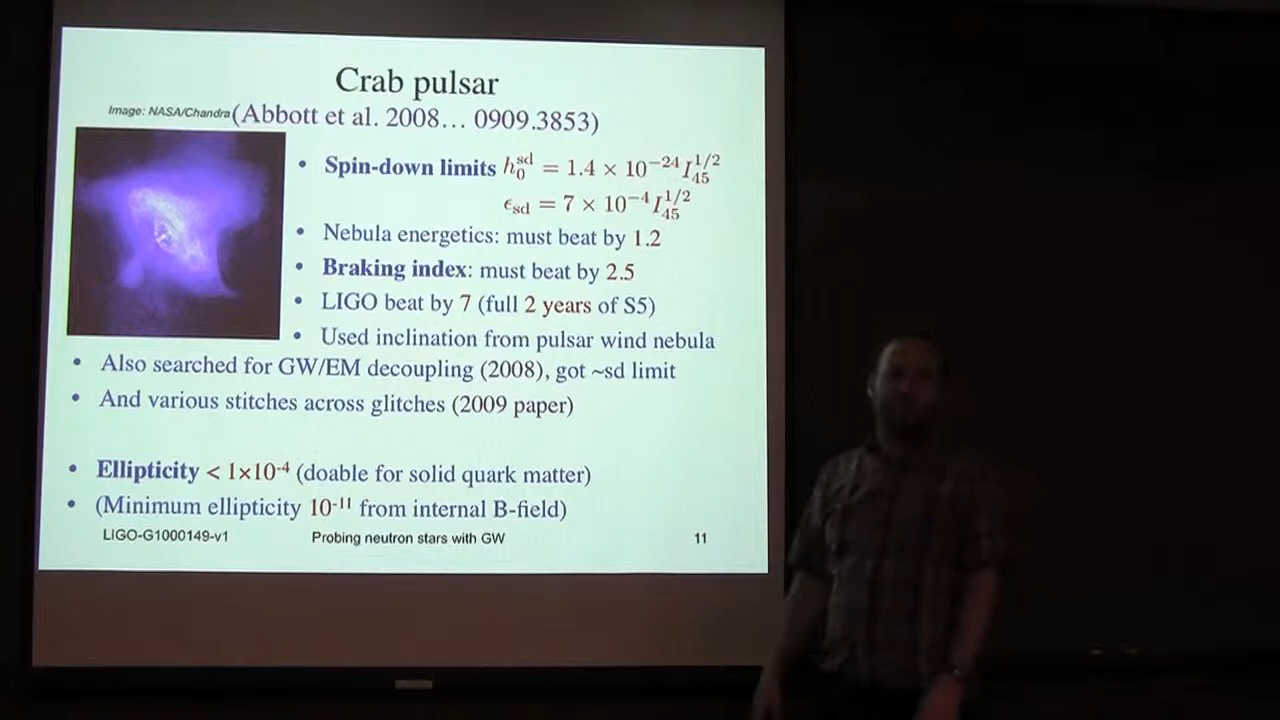 Crab pulsar
Image: NASA/Chandra (Abbott et al. 2008… 0909.3853)
• Spin-down limits h₀ˢᵈ = 1.4 × 10⁻²⁴ I₄₅^{1/2}
ϵ_sd = 7 × 10⁻⁴ I₄₅^{1/2}
• Nebula energetics: must beat by 1.2
• Braking index: must beat by 2.5
• LIGO beat by 7 (full 2 years of S5)
• Used inclination from pulsar wind nebula
• Also searched for GW/EM decoupling (2008), got ~sd limit
• And various stitches across glitches (2009 paper)
• Ellipticity < 1×10⁻⁴ (doable for solid quark matter)
• (Minimum ellipticity 10⁻¹¹ from internal B-field)
LIGO-G1000149-v1 Probing neutron stars with GW 11